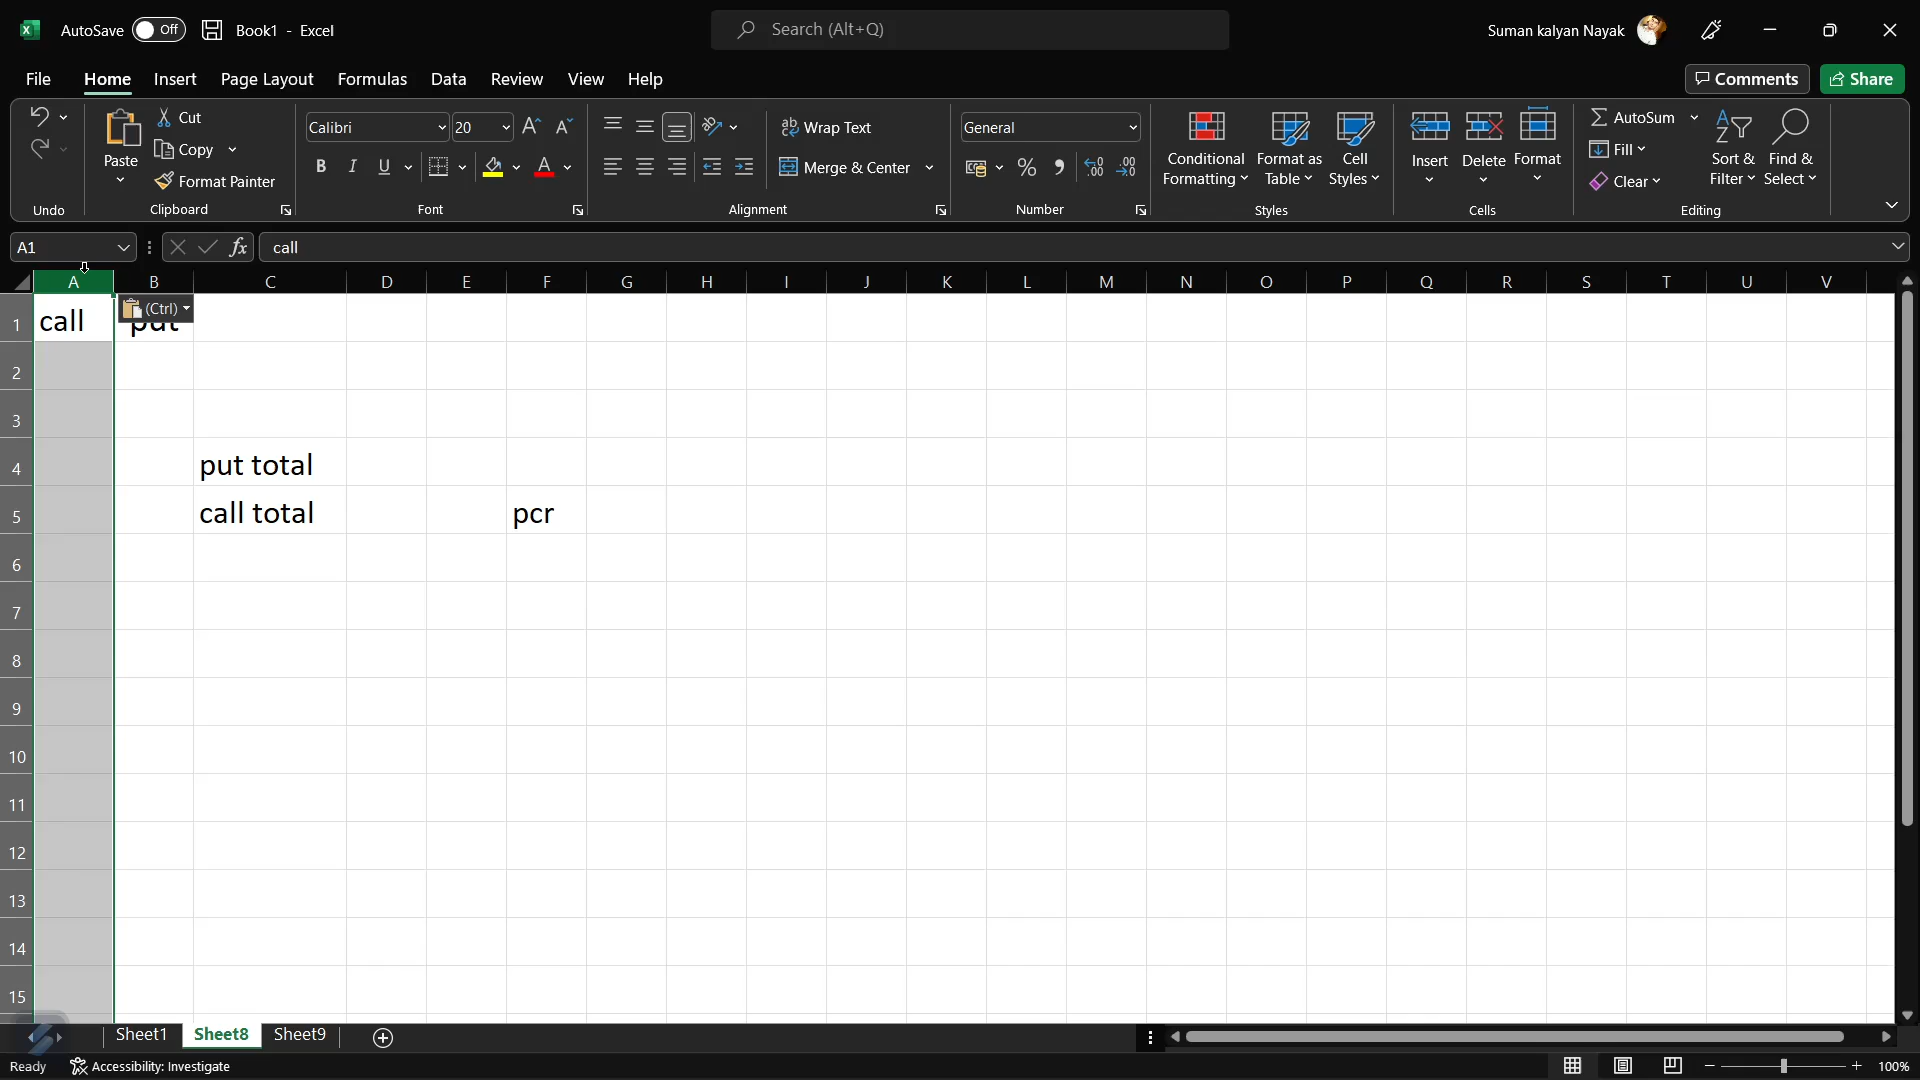 AutoSave Off Book1 - Excel Search (Alt+Q) Suman kalyan Nayak
File Home Insert Page Layout Formulas Data Review View Help Comments Share
Paste Cut Copy Format Painter
Calibri 20
B I U A
Wrap Text
Merge & Center
General
Conditional Formatting
Format as Table
Cell Styles
Insert Delete Format
AutoSum
Fill
Clear
Sort & Filter
Find & Select
Undo Clipboard Font Alignment Number Styles Cells Editing
A1 fx call
A B C D E F G H I J K L M N O P Q R S T U V
1 call put
(Ctrl)
2
3
4 put total
5 call total pcr
6
7
8
9
10
11
12
13
14
15
Sheet1 Sheet8 Sheet9
Ready Accessibility: Investigate 100%